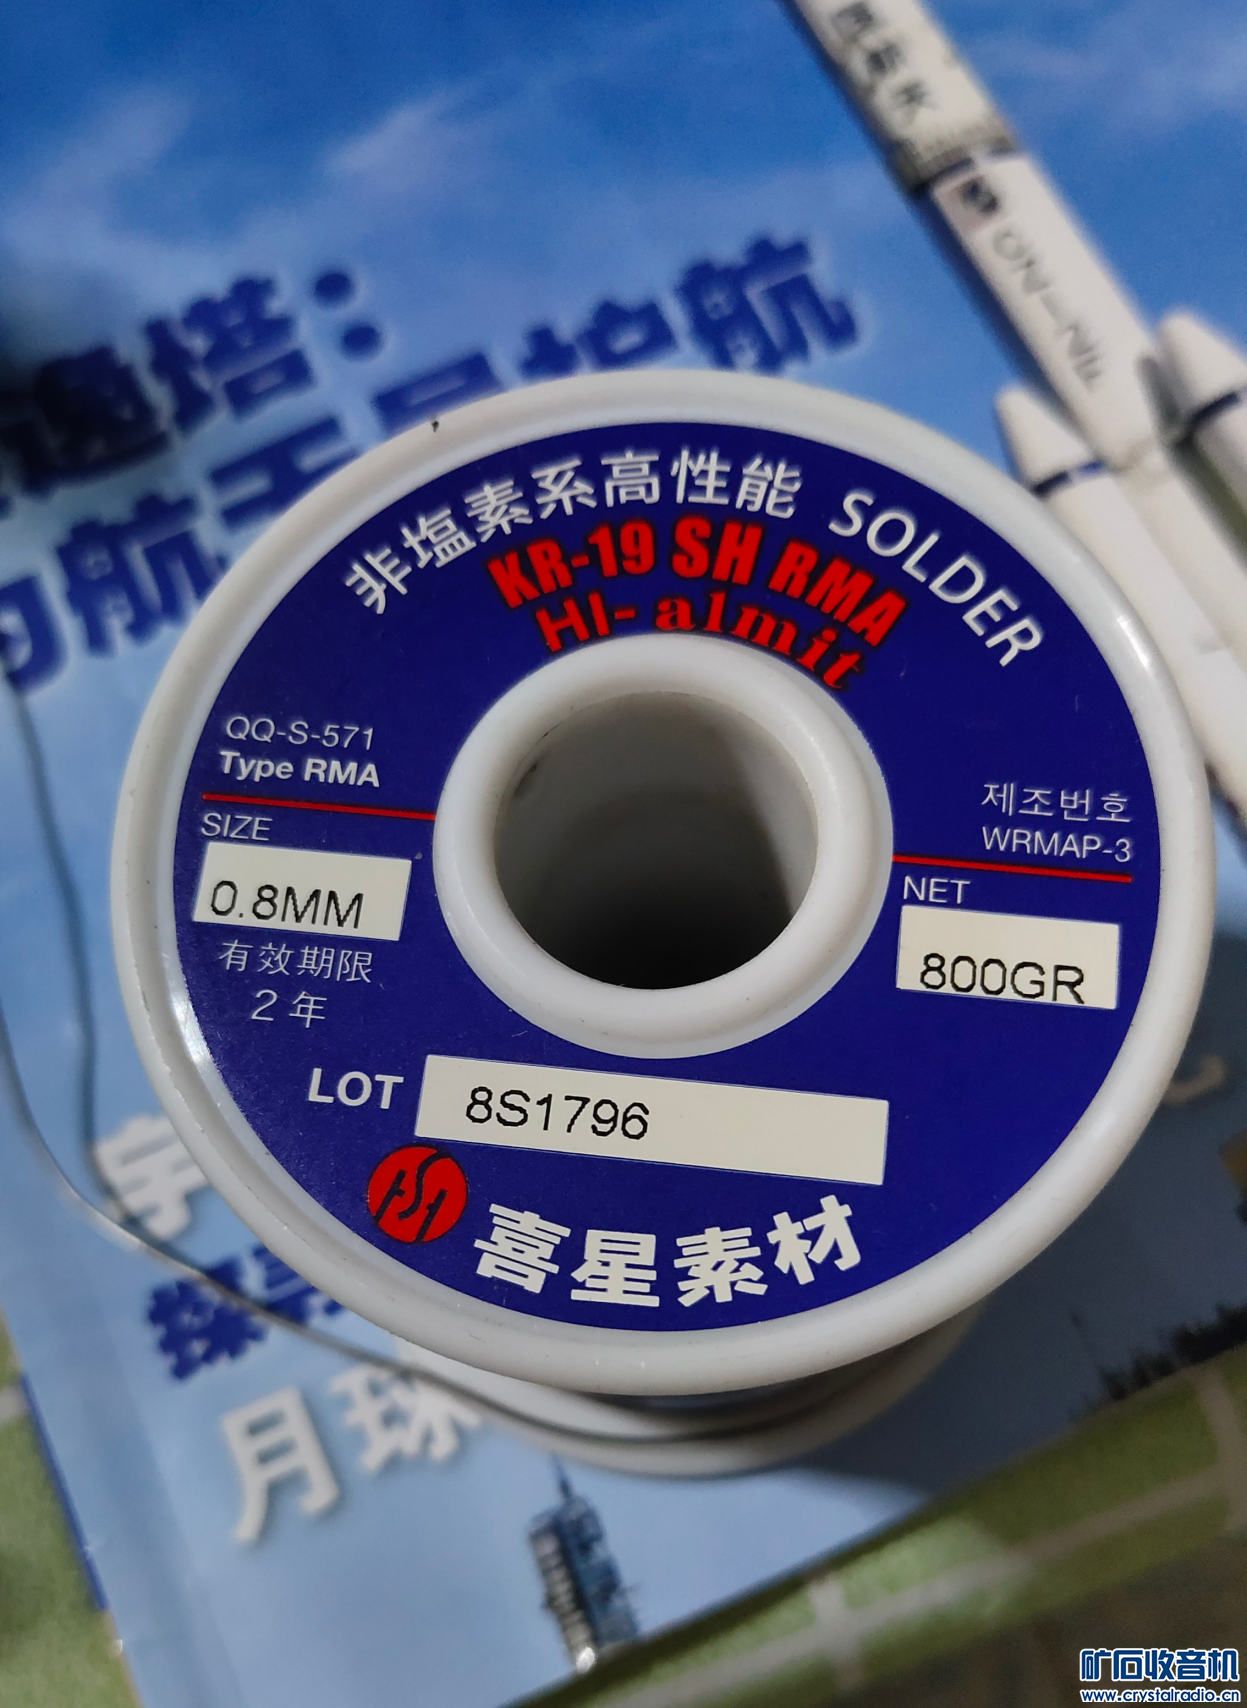 塔：
航
非塩素系高性能 SOLDER
KR-19 SH RMA
HI-almit
QQ-S-571
Type RMA
SIZE
0.8MM
有效期限
2年
제조번호
WRMAP-3
NET
800GR
LOT
8S1796
喜星素材
月球
矿石收音机
www.crystalradio.cn